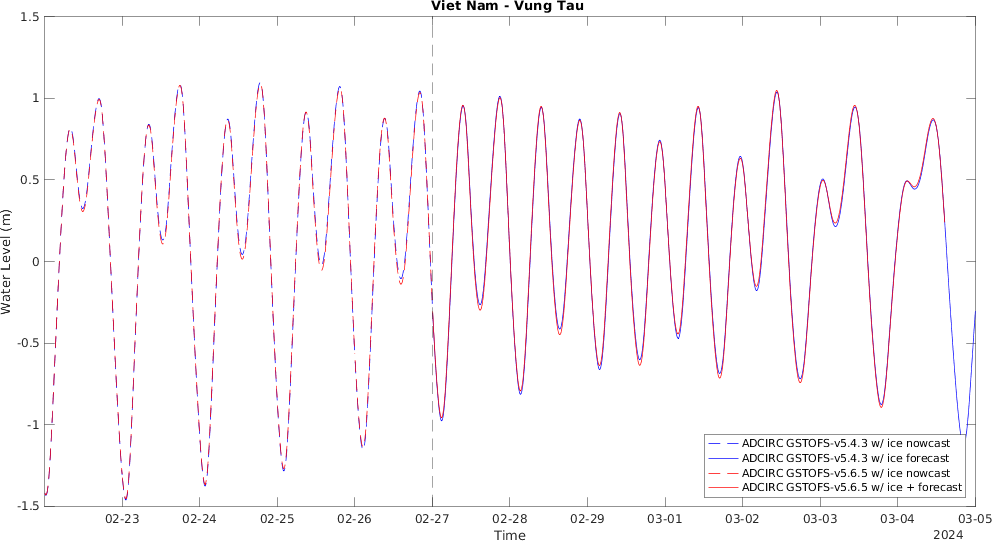 Viet Nam - Vung Tau
1.5
1
0.5
0
-0.5
-1
-1.5
Water Level (m)
ADCIRC GSTOFS-v5.4.3 w/ ice nowcast
ADCIRC GSTOFS-v5.4.3 w/ ice forecast
ADCIRC GSTOFS-v5.6.5 w/ ice nowcast
ADCIRC GSTOFS-v5.6.5 w/ ice + forecast
02-23 02-24 02-25 02-26 02-27 02-28 02-29 03-01 03-02 03-03 03-04 03-05
Time
2024